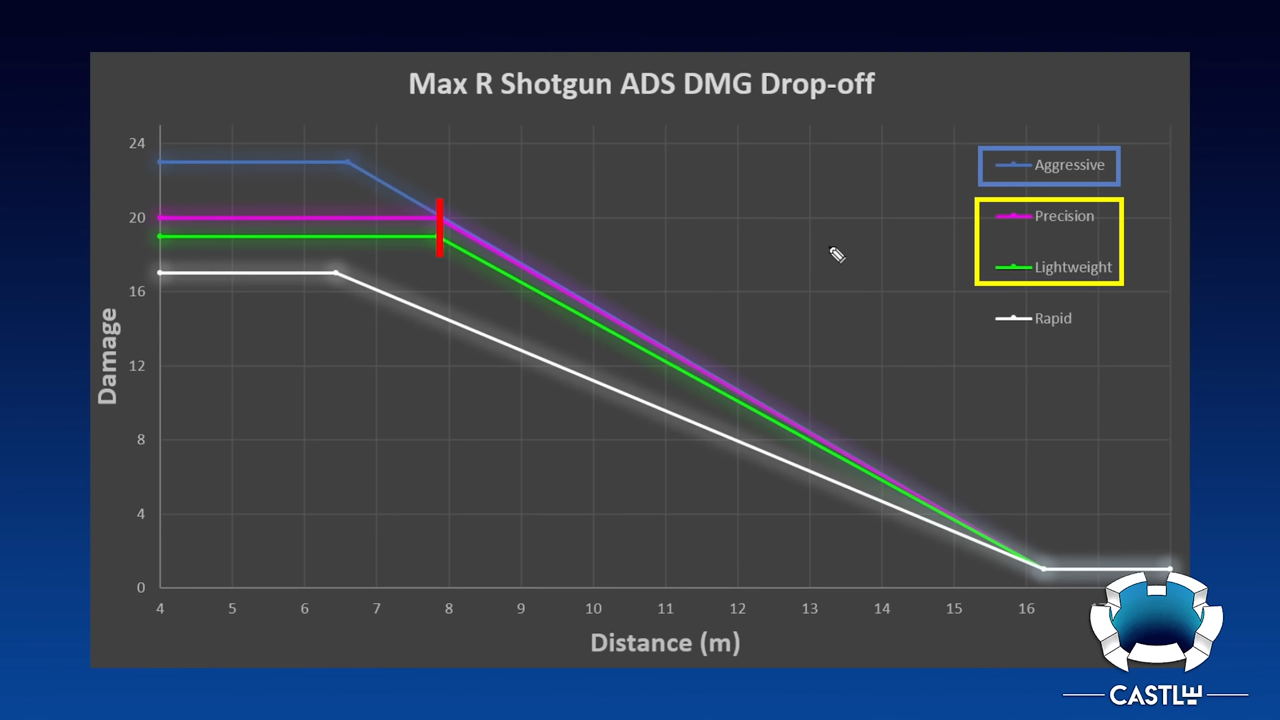 Max R Shotgun ADS DMG Drop-off
24
20
16
12
8
4
0
Damage
4 5 6 7 8 9 10 11 12 13 14 15 16
Distance (m)
Aggressive
Precision
Lightweight
Rapid
CASTLE